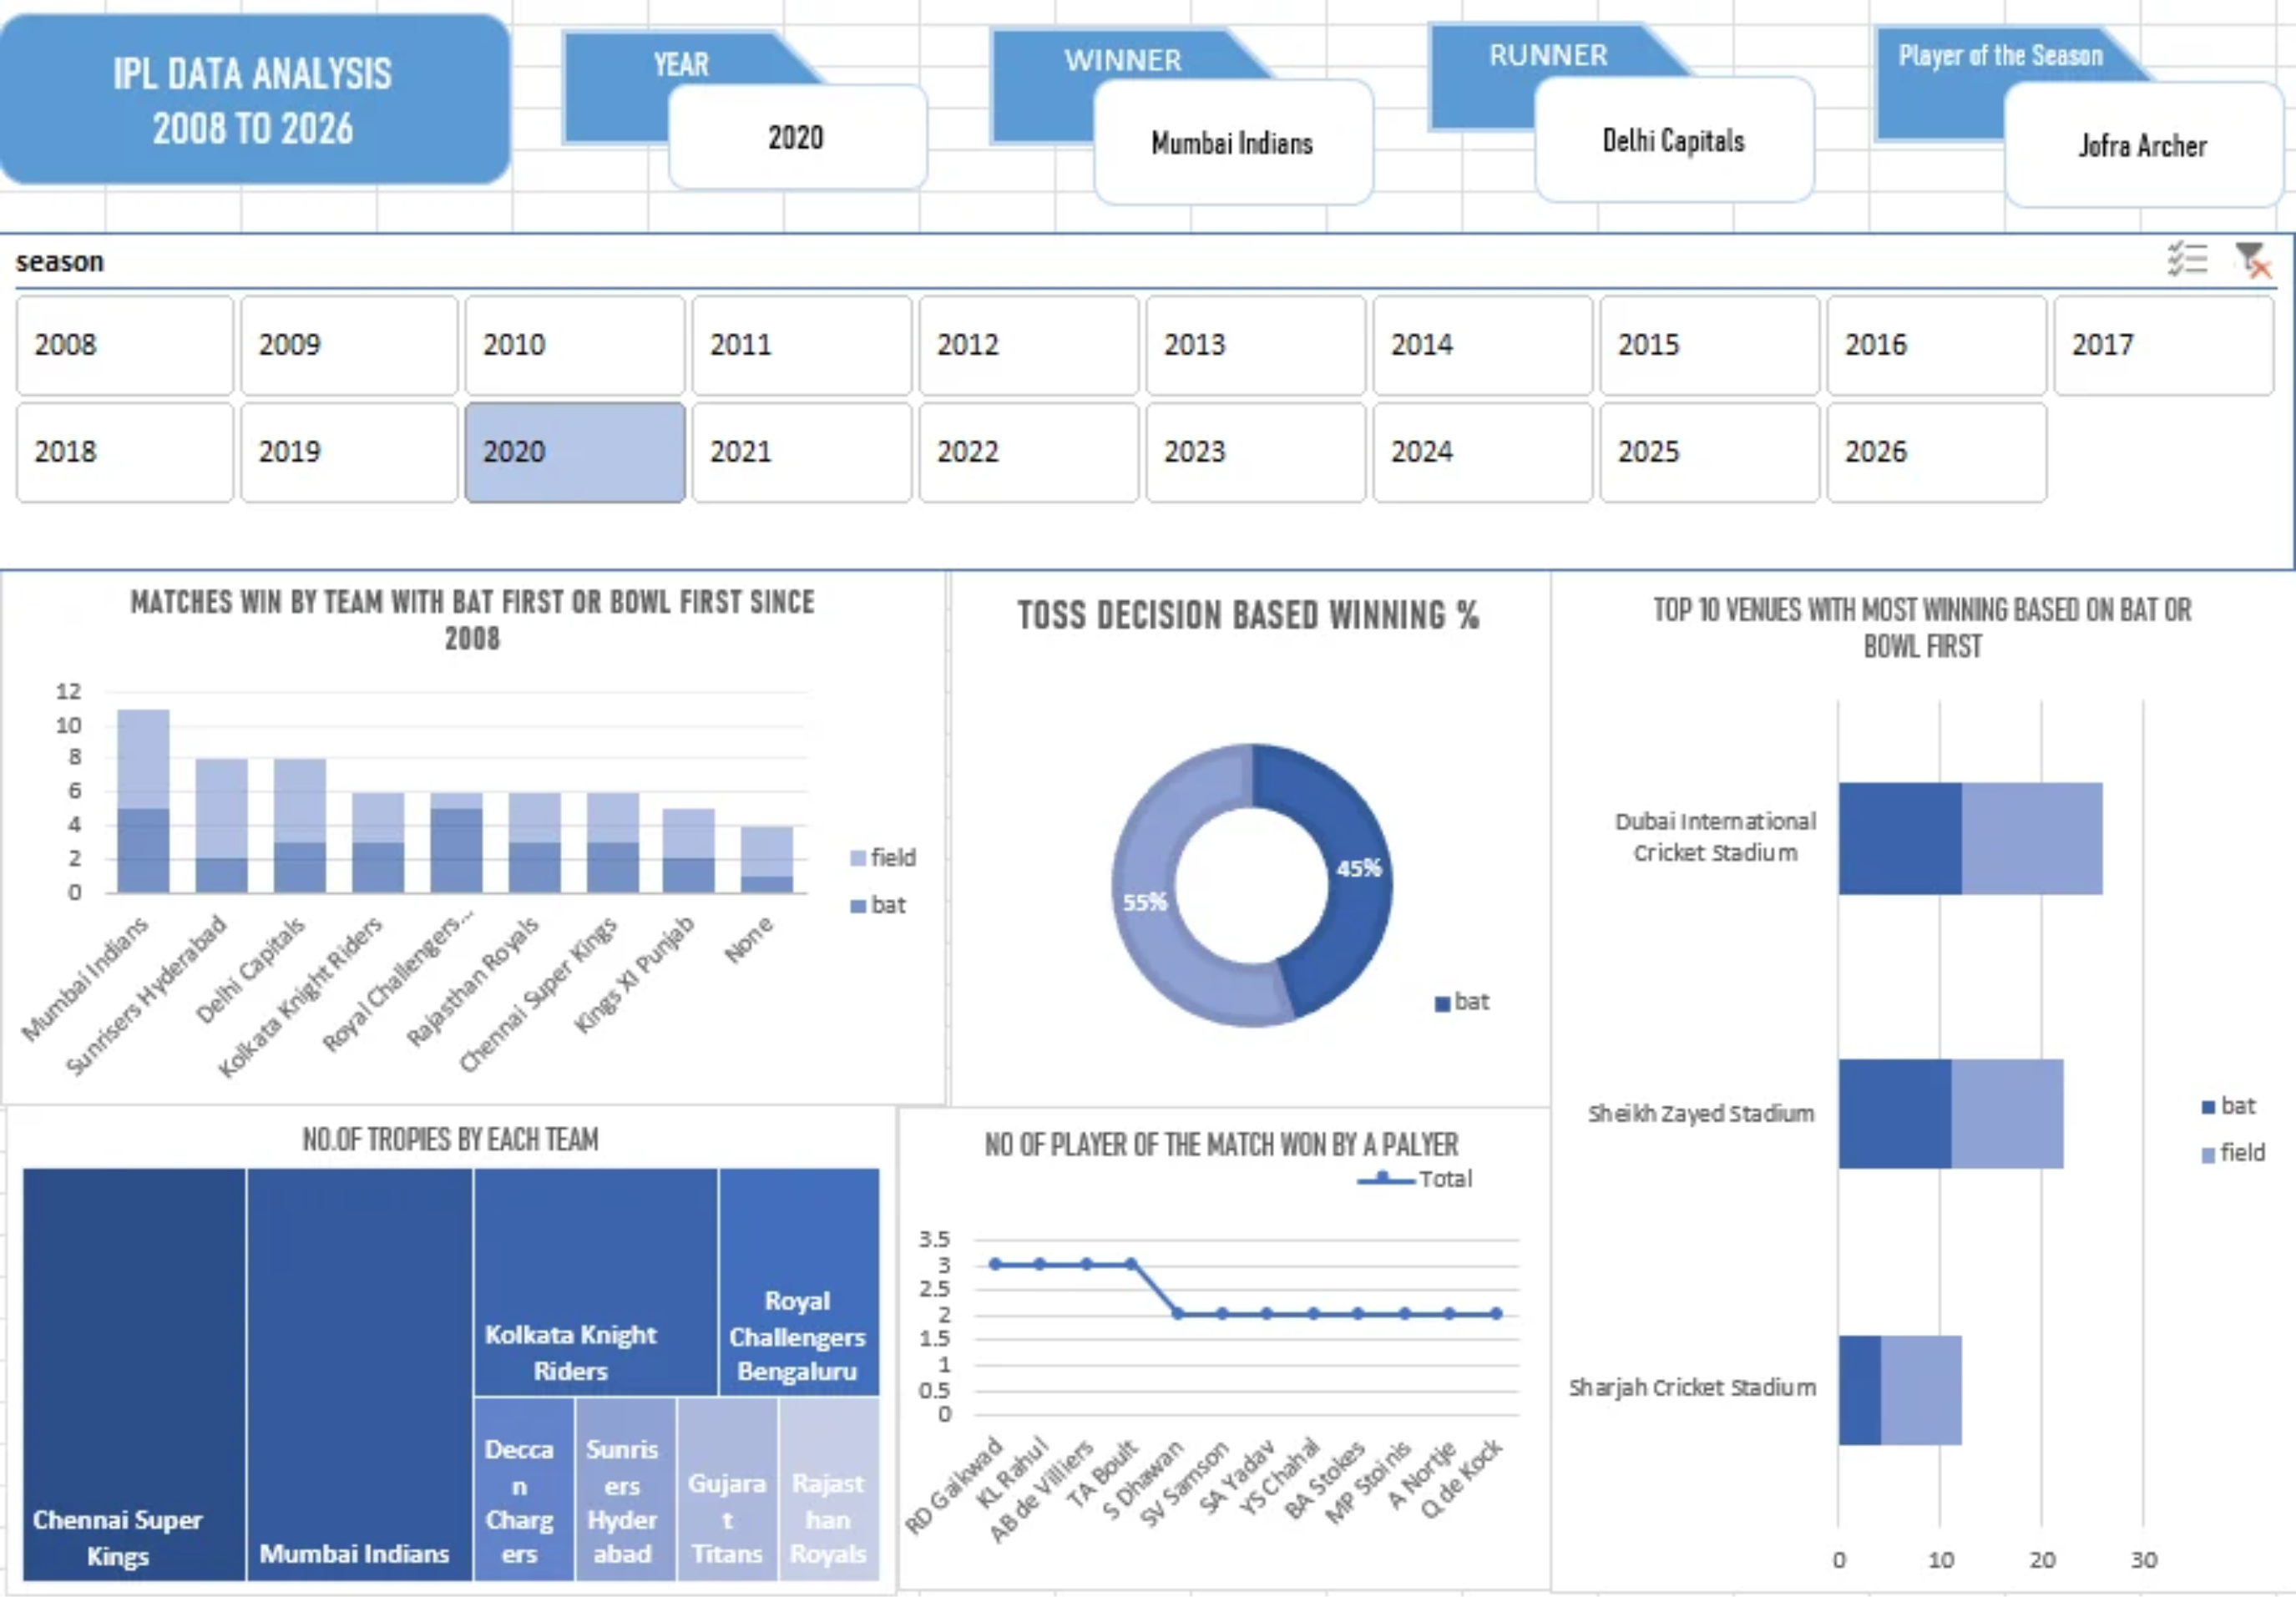 IPL DATA ANALYSIS
2008 TO 2026
YEAR
2020
WINNER
Mumbai Indians
RUNNER
Delhi Capitals
Player of the Season
Jofra Archer
season
2008 2009 2010 2011 2012 2013 2014 2015 2016 2017
2018 2019 2020 2021 2022 2023 2024 2025 2026
MATCHES WIN BY TEAM WITH BAT FIRST OR BOWL FIRST SINCE
2008
12
10
8
6
4
2
0
field
bat
Mumbai Indians
Sunrisers Hyderabad
Delhi Capitals
Kolkata Knight Riders
Royal Challengers...
Rajasthan Royals
Chennai Super Kings
Kings XI Punjab
None
TOSS DECISION BASED WINNING %
45%
55%
bat
TOP 10 VENUES WITH MOST WINNING BASED ON BAT OR
BOWL FIRST
Dubai International
Cricket Stadium
Sheikh Zayed Stadium
Sharjah Cricket Stadium
bat
field
0 10 20 30
NO.OF TROPIES BY EACH TEAM
Chennai Super
Kings
Mumbai Indians
Kolkata Knight
Riders
Royal
Challengers
Bengaluru
Decca
n
Charg
ers
Sunris
ers
Hyder
abad
Gujara
t
Titans
Rajast
han
Royals
NO OF PLAYER OF THE MATCH WON BY A PALYER
Total
3.5
3
2.5
2
1.5
1
0.5
0
RD Gaikwad
KL Rahul
AB de Villiers
TA Boult
S Dhawan
SV Samson
SA Yadav
YS Chahal
BA Stokes
MP Stoinis
A Nortje
Q de Kock